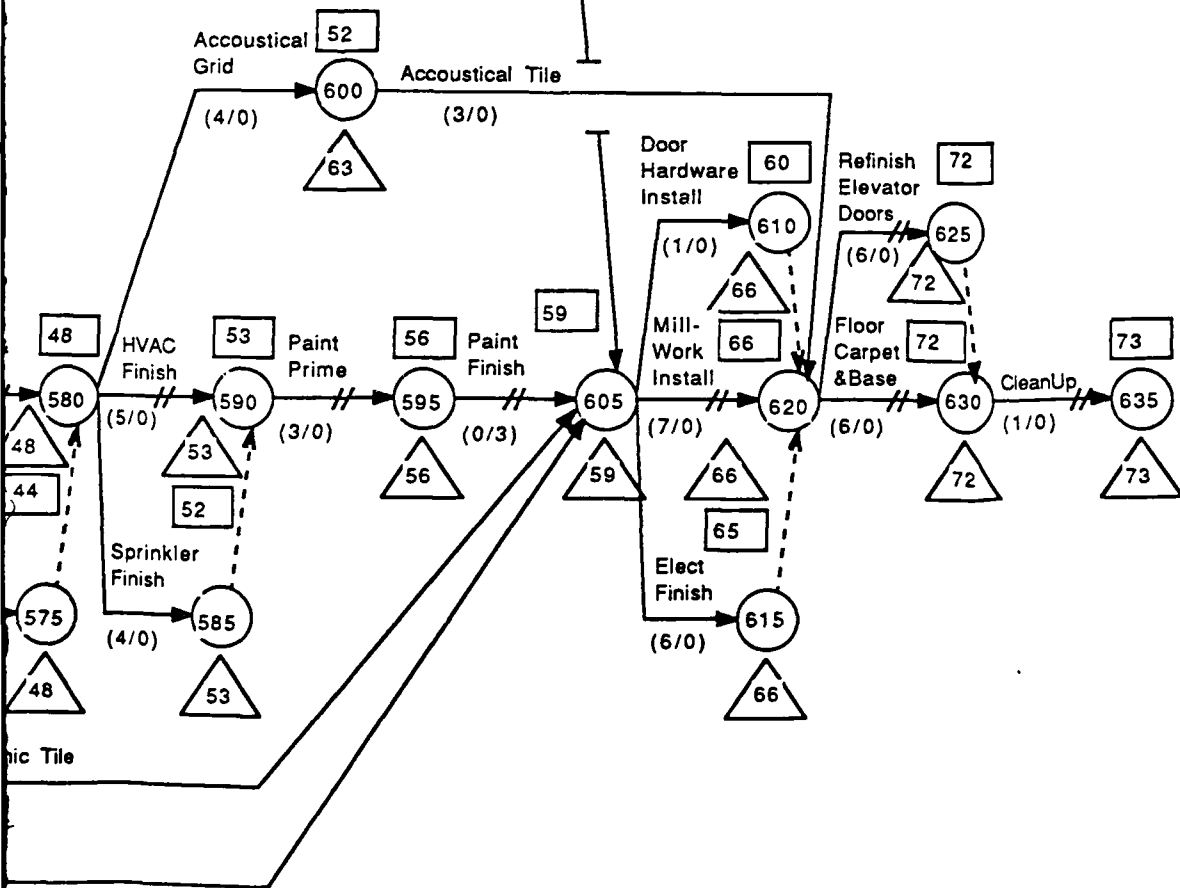 Accoustical
Grid
52
600
Accoustical Tile
(4/0)
(3/0)
63
Door
Hardware
Install
60
610
(1/0)
66
Refinish
Elevator
Doors
72
625
(6/0)
72
48
580
48
44
HVAC
Finish
(5/0)
53
590
53
52
Paint
Prime
(3/0)
56
595
56
Paint
Finish
(0/3)
59
605
59
Mill-
Work
Install
66
(7/0)
620
66
65
Floor
Carpet
&Base
72
(6/0)
630
72
CleanUp
(1/0)
73
635
73
575
48
Sprinkler
Finish
(4/0)
585
53
Elect
Finish
(6/0)
615
66
nic Tile